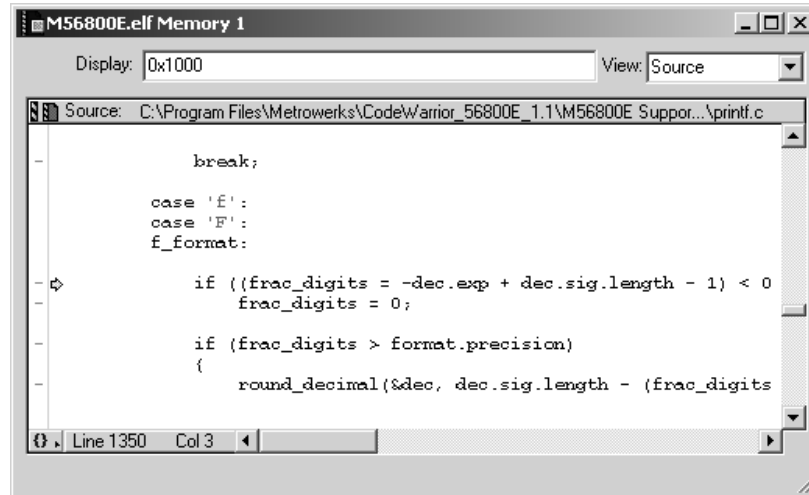 M56800E.elf Memory 1
Display: 0x1000 View: Source
Source: C:\Program Files\Metrowerks\CodeWarrior_56800E_1.1\M56800E Suppor...\printf.c
break;
case 'f':
case 'F':
f_format:
if ((frac_digits = -dec.exp + dec.sig.length - 1) < 0
frac_digits = 0;
if (frac_digits > format.precision)
{
round_decimal(&dec, dec.sig.length - (frac_digits
Line 1350 Col 3